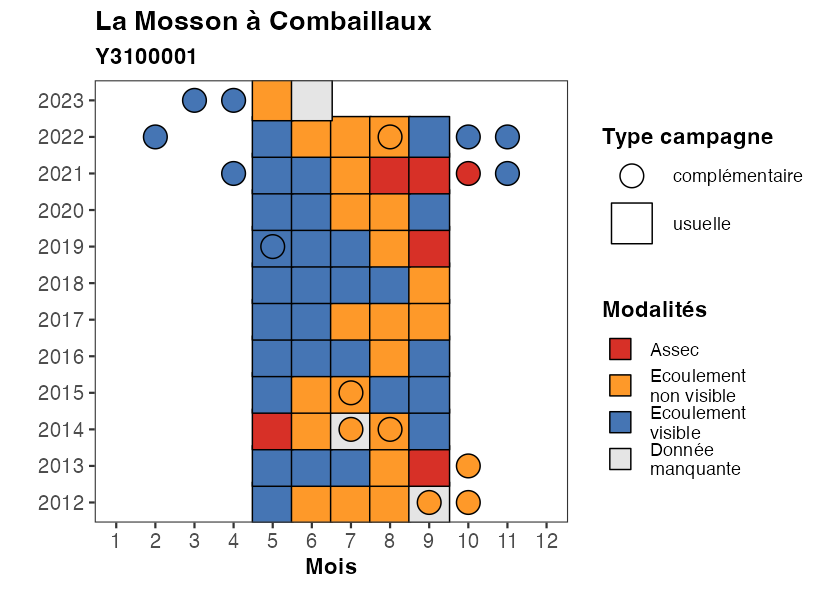 La Mosson à Combaillaux
Y3100001
2023
2022
2021
2020
2019
2018
2017
2016
2015
2014
2013
2012
1 2 3 4 5 6 7 8 9 10 11 12
Mois
Type campagne
complémentaire
usuelle
Modalités
Assec
Ecoulement
non visible
Ecoulement
visible
Donnée
manquante